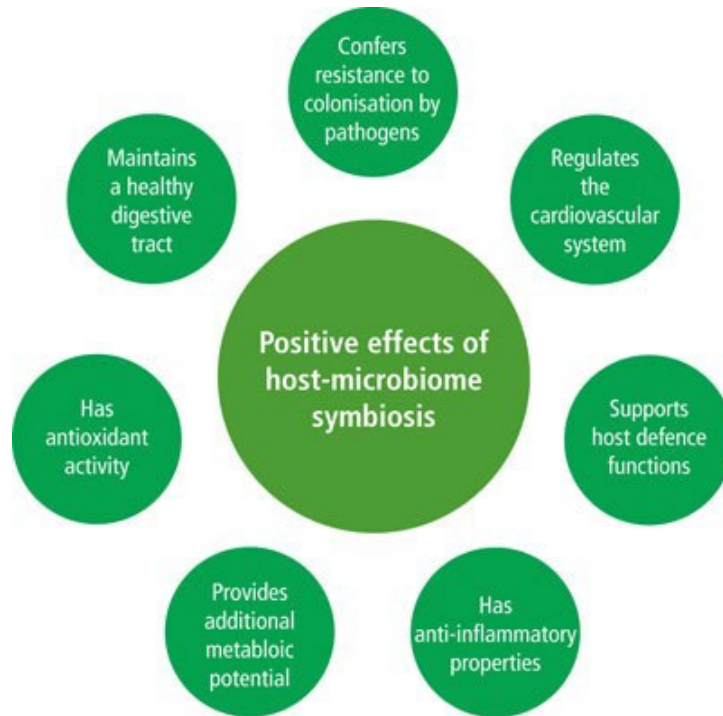 Confers
resistance to
colonisation by
pathogens
Maintains
a healthy
digestive
tract
Regulates
the
cardiovascular
system
Positive effects of
host-microbiome
symbiosis
Has
antioxidant
activity
Supports
host defence
functions
Provides
additional
metabloic
potential
Has
anti-inflammatory
properties